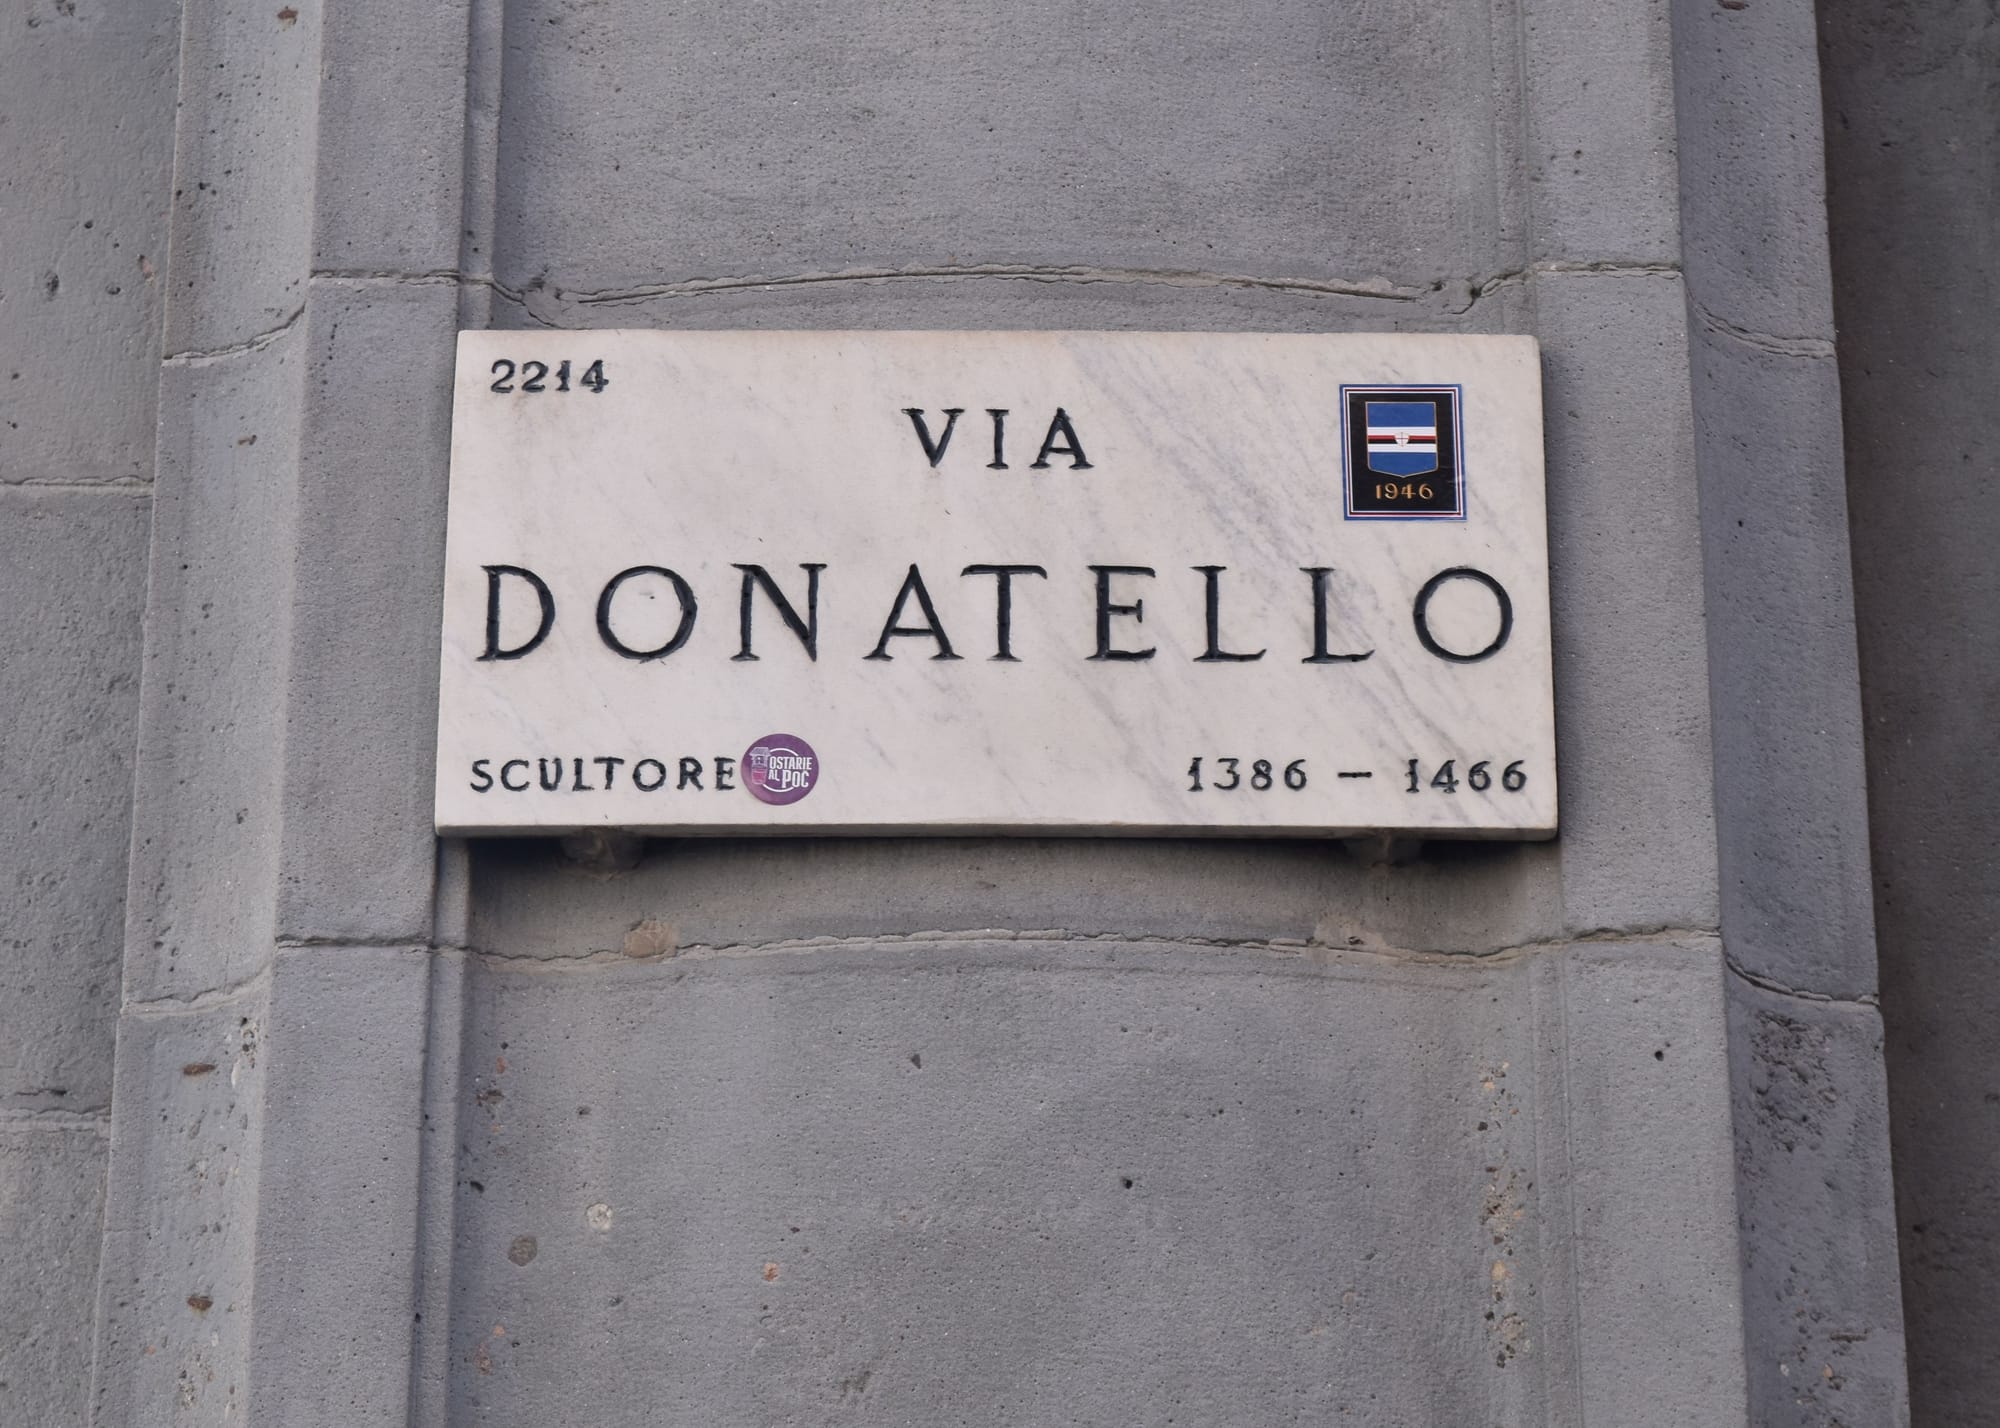 2214
VIA
1946
DONATELLO
SCULTORE
OSTARIE
AL POC
1386 – 1466